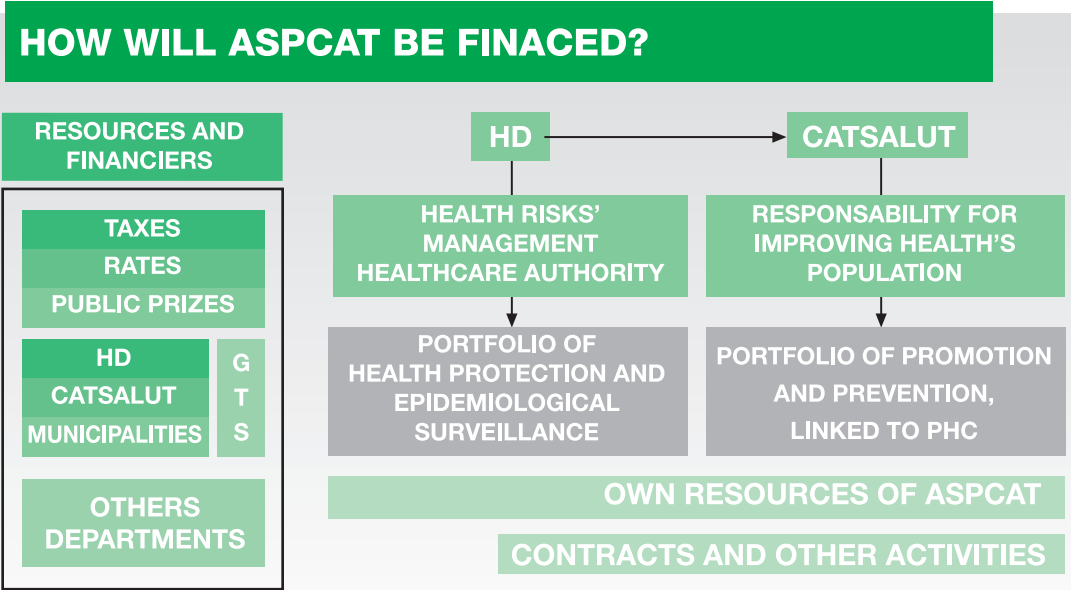 HOW WILL ASPCAT BE FINACED?
RESOURCES AND
FINANCIERS
TAXES
RATES
PUBLIC PRIZES
HD
CATSALUT
MUNICIPALITIES
G
T
S
OTHERS
DEPARTMENTS
HD
CATSALUT
HEALTH RISKS’
MANAGEMENT
HEALTHCARE AUTHORITY
RESPONSABILITY FOR
IMPROVING HEALTH’S
POPULATION
PORTFOLIO OF
HEALTH PROTECTION AND
EPIDEMIOLOGICAL
SURVEILLANCE
PORTFOLIO OF PROMOTION
AND PREVENTION,
LINKED TO PHC
OWN RESOURCES OF ASPCAT
CONTRACTS AND OTHER ACTIVITIES